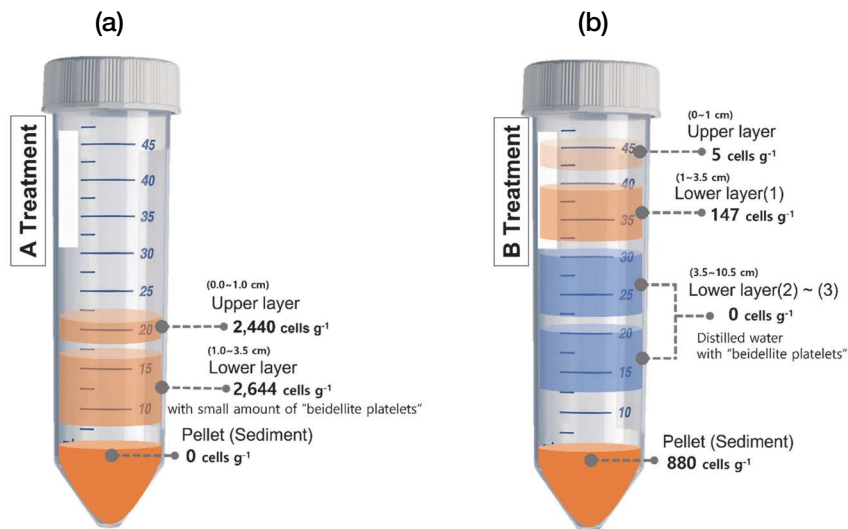 (a)
A Treatment
45
40
35
30
25
20
15
10
(0.0~1.0 cm)
Upper layer
2,440 cells g⁻¹
(1.0~3.5 cm)
Lower layer
2,644 cells g⁻¹
with small amount of "beidellite platelets"
Pellet (Sediment)
0 cells g⁻¹
(b)
B Treatment
45
40
35
30
25
20
15
10
(0~1 cm)
Upper layer
5 cells g⁻¹
(1~3.5 cm)
Lower layer(1)
147 cells g⁻¹
(3.5~10.5 cm)
Lower layer(2) ~ (3)
0 cells g⁻¹
Distilled water
with "beidellite platelets"
Pellet (Sediment)
880 cells g⁻¹